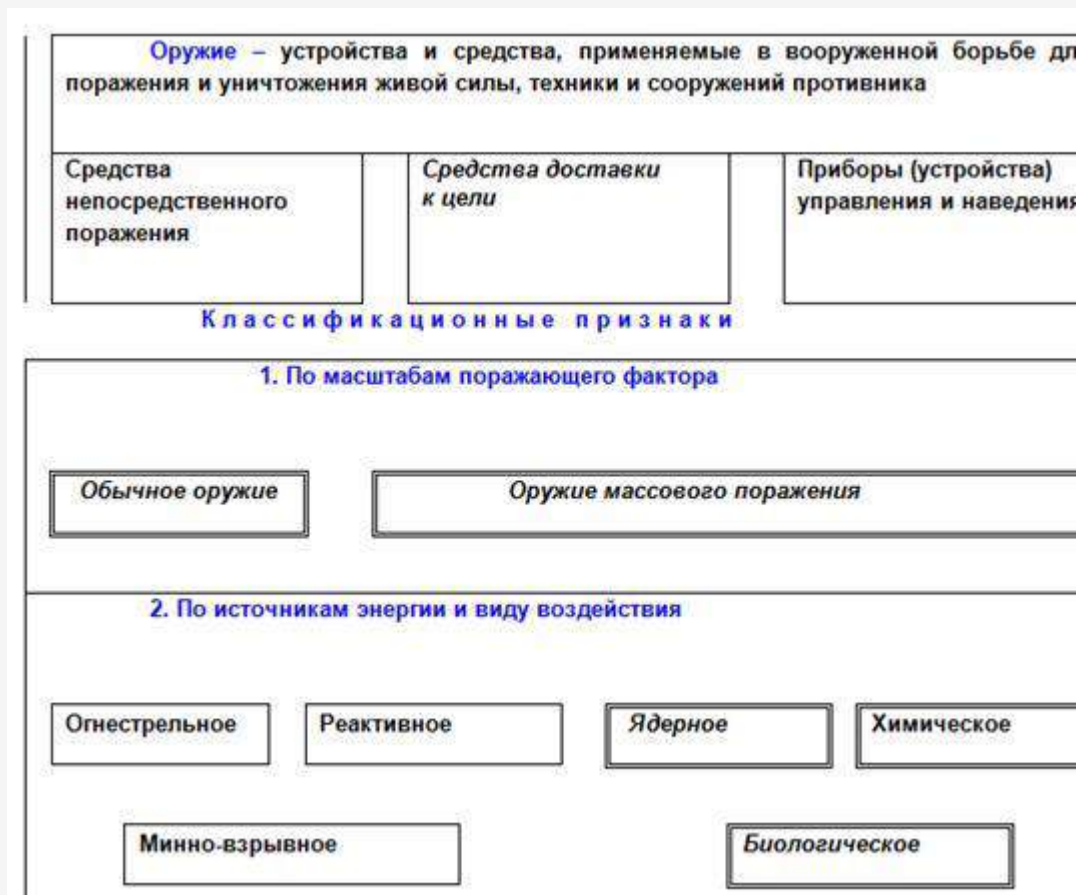 Оружие – устройства и средства, применяемые в вооруженной борьбе дл
поражения и уничтожения живой силы, техники и сооружений противника
Средства
непосредственного
поражения
Средства доставки
к цели
Приборы (устройства)
управления и наведения
Классификационные признаки
1. По масштабам поражающего фактора
Обычное оружие
Оружие массового поражения
2. По источникам энергии и виду воздействия
Огнестрельное
Реактивное
Ядерное
Химическое
Минно-взрывное
Биологическое